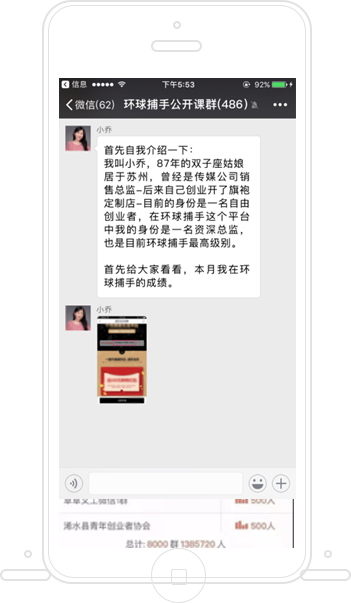 信息 下午5:53 92%
微信(62) 环球捕手公开课群(486)
小乔
首先自我介绍一下：
我叫小乔，87年的双子座姑娘
居于苏州，曾经是传媒公司销
售总监-后来自己创业开了旗袍
定制店-目前的身份是一名自由
创业者，在环球捕手这个平台
中我的身份是一名资深总监，
也是目前环球捕手最高级别。
首先给大家看看，本月我在环
球捕手的成绩。
小乔
500人
浠水县青年创业者协会 500人
总计: 8000 群 1385720 人